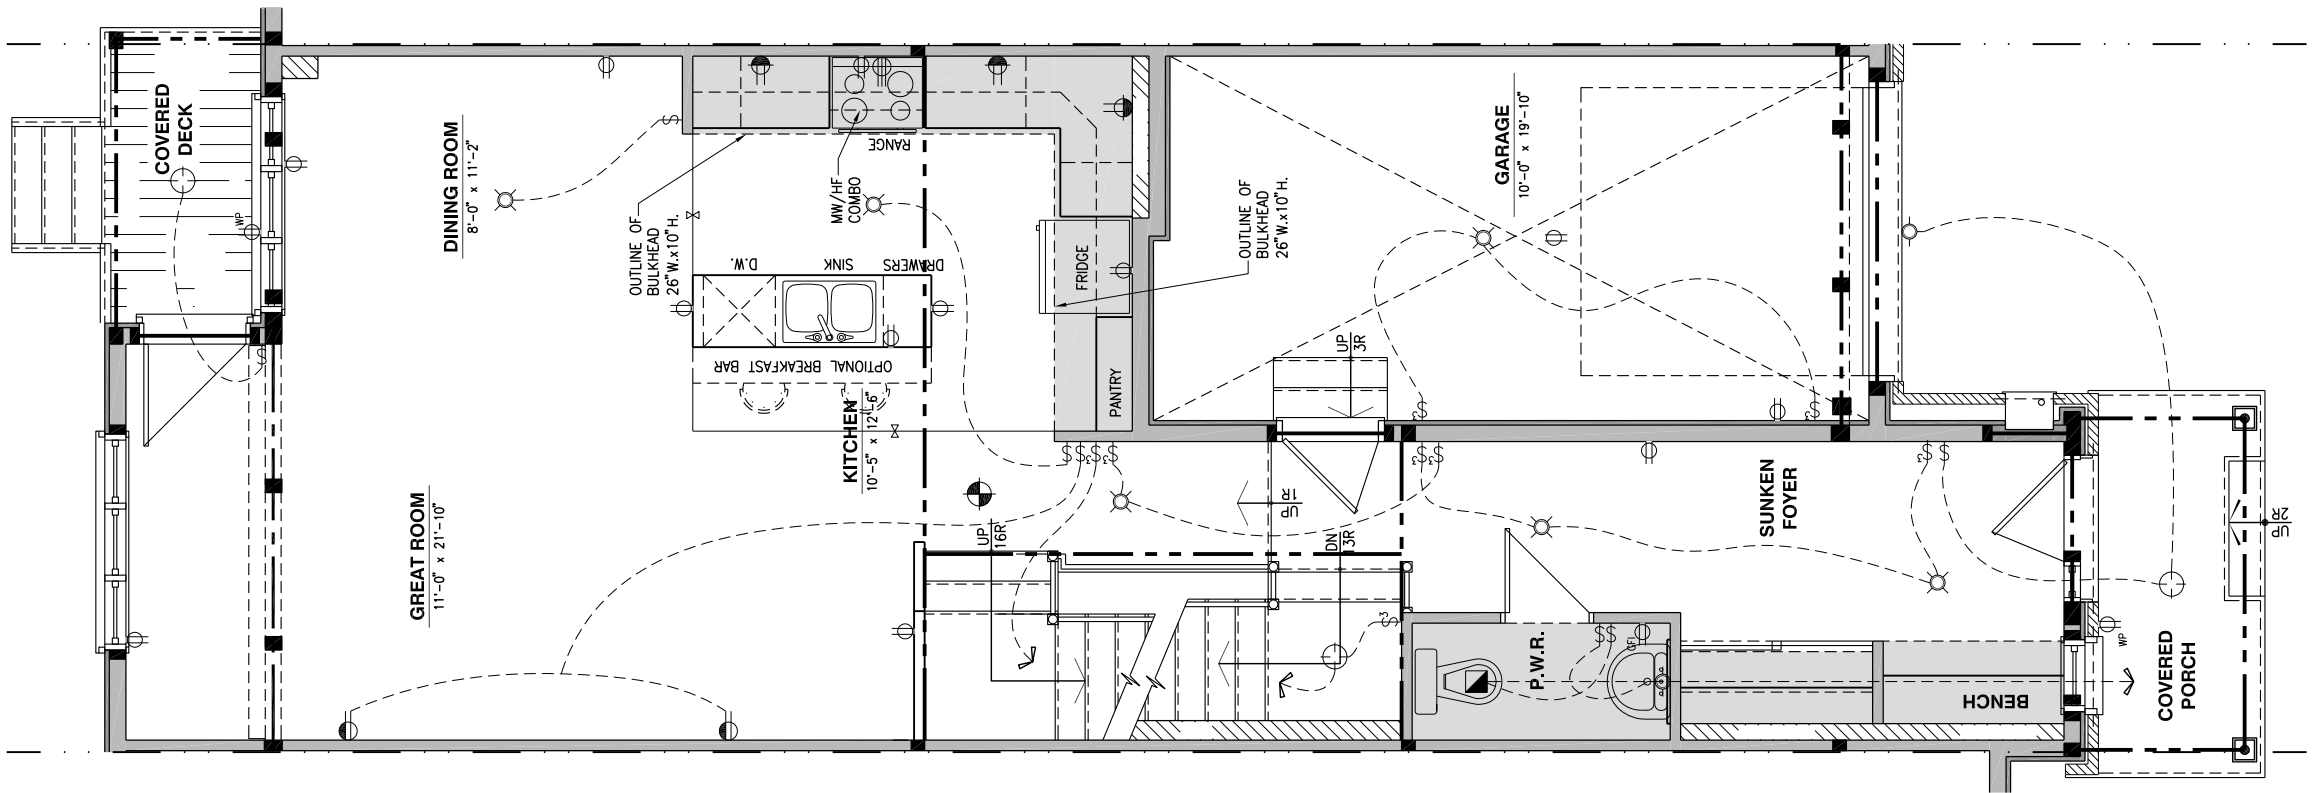 COVERED
DECK
WP
DINING ROOM
8'-0" x 11'-2"
OUTLINE OF
BULKHEAD
26"W.x10"H.
RANGE
MW/HF
COMBO
D.W.
SINK
DRAWERS
OPTIONAL BREAKFAST BAR
FRIDGE
PANTRY
OUTLINE OF
BULKHEAD
26"W.x10"H.
GARAGE
10'-0" x 19'-10"
UP
3R
GREAT ROOM
11'-0" x 21'-10"
KITCHEN
10'-5" x 12'-6"
UP
16R
UP
1R
DN
13R
P.W.R.
GFI
SUNKEN
FOYER
BENCH
COVERED
PORCH
WP
UP
2R